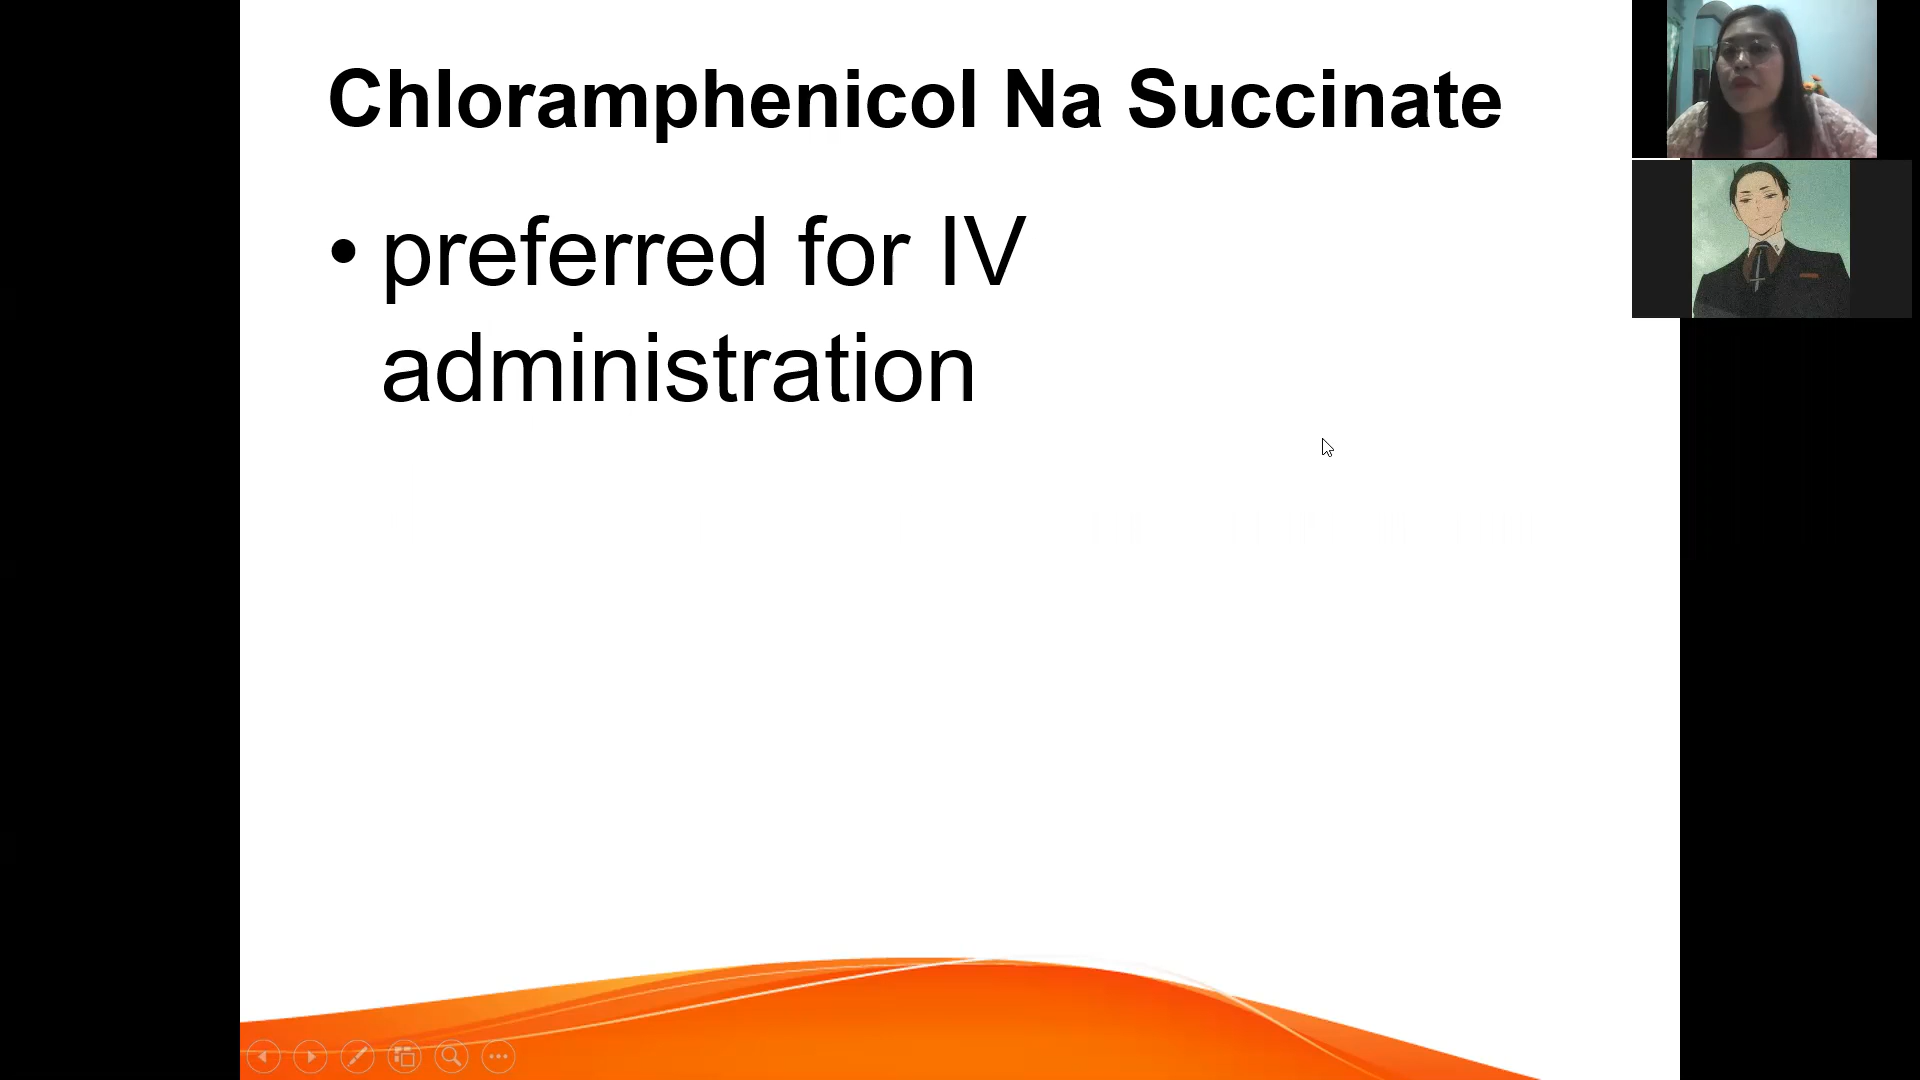 Chloramphenicol Na Succinate
• preferred for IV
administration